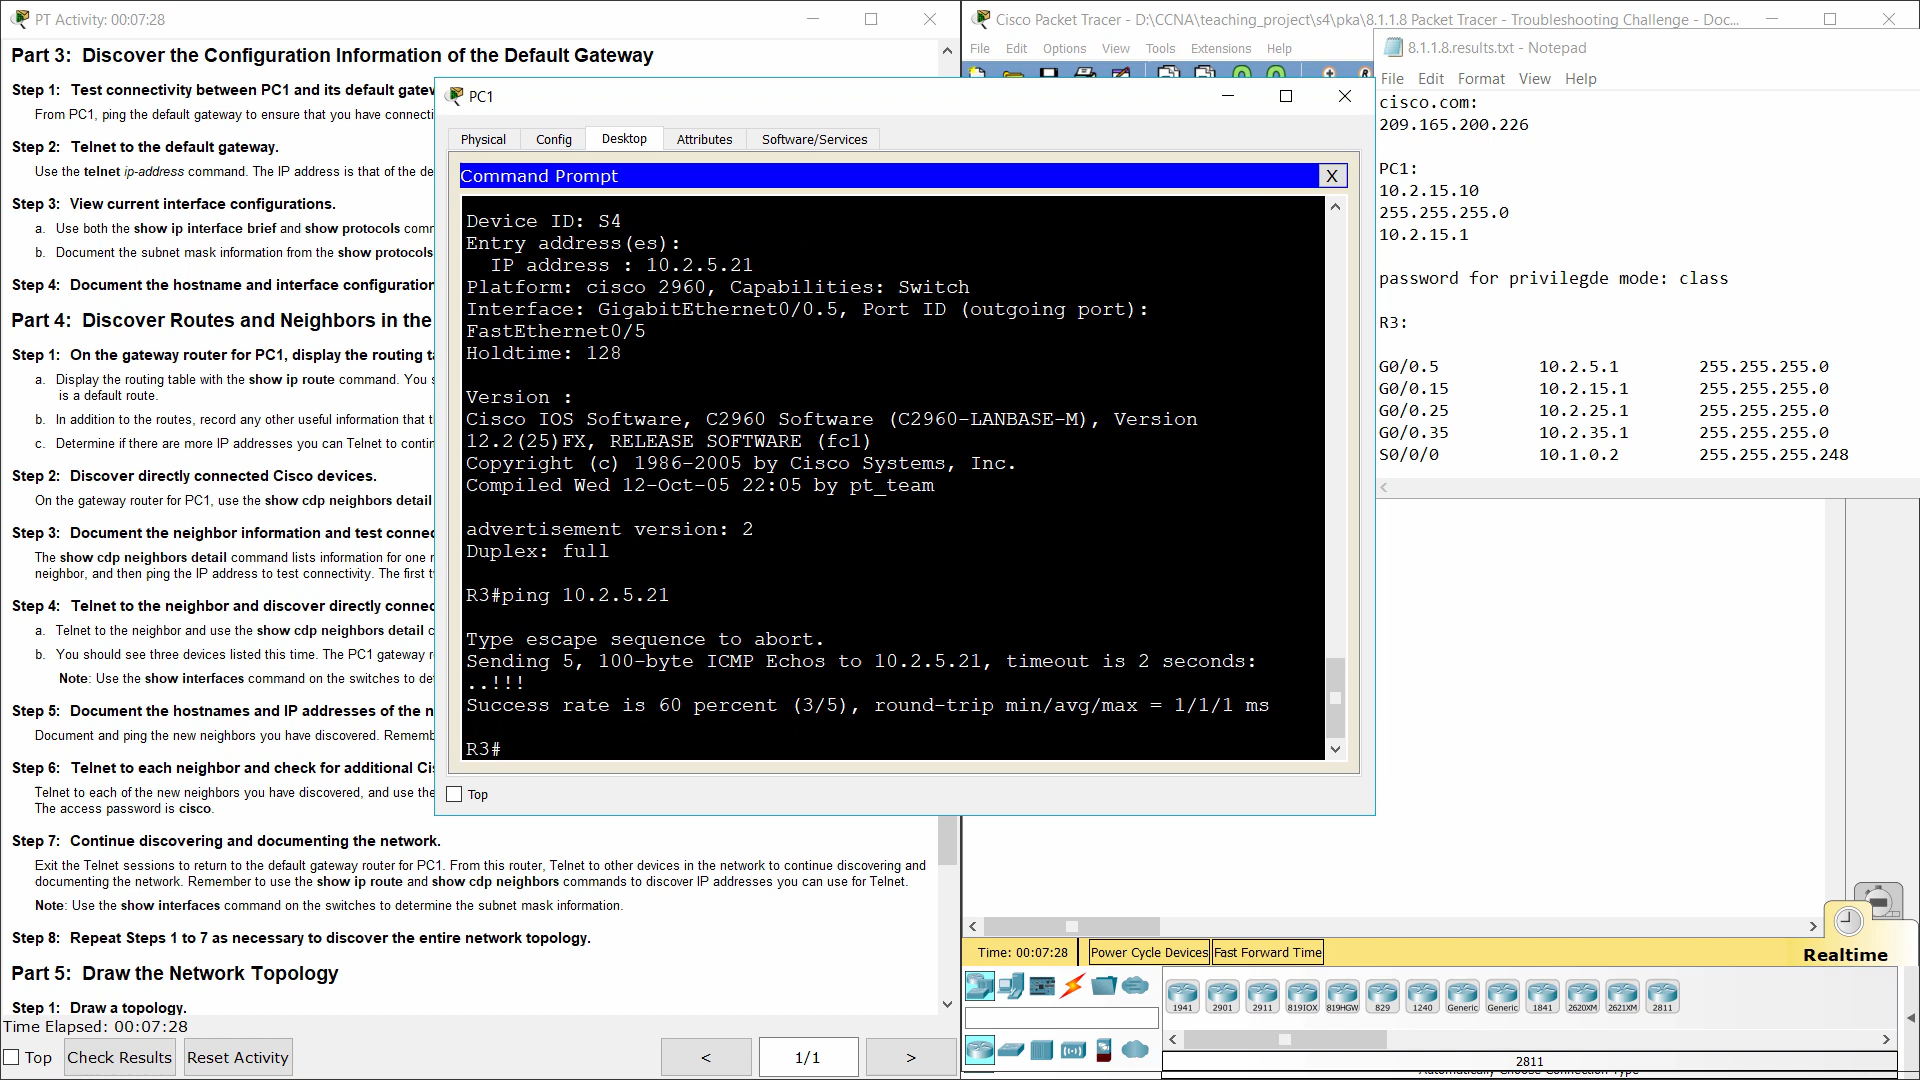 PT Activity: 00:07:28
Part 3: Discover the Configuration Information of the Default Gateway
Step 1: Test connectivity between PC1 and its default
From PC1, ping the default gateway to ensure that you have
Step 2: Telnet to the default gateway.
Use the telnet ip-address command. The IP address is that of the
Step 3: View current interface configurations.
a. Use both the show ip interface brief and show protocols
b. Document the subnet mask information from the show protocols
Step 4: Document the hostname and interface
Part 4: Discover Routes and Neighbors in the
Step 1: On the gateway router for PC1, display the routing
a. Display the routing table with the show ip route command. You
is a default route.
b. In addition to the routes, record any other useful information that
c. Determine if there are more IP addresses you can Telnet to
Step 2: Discover directly connected Cisco devices.
On the gateway router for PC1, use the show cdp neighbors detail
Step 3: Document the neighbor information and test
The show cdp neighbors detail command lists information for one
neighbor, and then ping the IP address to test connectivity. The first
Step 4: Telnet to the neighbor and discover directly
a. Telnet to the neighbor and use the show cdp neighbors detail
b. You should see three devices listed this time. The PC1 gateway
Note: Use the show interfaces command on the switches to
Step 5: Document the hostnames and IP addresses of the
Document and ping the new neighbors you have discovered.
Step 6: Telnet to each neighbor and check for additional
Telnet to each of the new neighbors you have discovered, and use the
The access password is cisco.
Step 7: Continue discovering and documenting the network.
Exit the Telnet sessions to return to the default gateway router for PC1. From this router, Telnet to other devices in the network to continue discovering and
documenting the network. Remember to use the show ip route and show cdp neighbors commands to discover IP addresses you can use for Telnet.
Note: Use the show interfaces command on the switches to determine the subnet mask information.
Step 8: Repeat Steps 1 to 7 as necessary to discover the entire network topology.
Part 5: Draw the Network Topology
Step 1: Draw a topology.
Time Elapsed: 00:07:28
Top
Check Results
Reset Activity
<
1/1
>
PC1
Physical
Config
Desktop
Attributes
Software/Services
Command Prompt
X
Device ID: S4
Entry address(es):
IP address : 10.2.5.21
Platform: cisco 2960, Capabilities: Switch
Interface: GigabitEthernet0/0.5, Port ID (outgoing port):
FastEthernet0/5
Holdtime: 128
Version :
Cisco IOS Software, C2960 Software (C2960-LANBASE-M), Version
12.2(25)FX, RELEASE SOFTWARE (fc1)
Copyright (c) 1986-2005 by Cisco Systems, Inc.
Compiled Wed 12-Oct-05 22:05 by pt_team
advertisement version: 2
Duplex: full
R3#ping 10.2.5.21
Type escape sequence to abort.
Sending 5, 100-byte ICMP Echos to 10.2.5.21, timeout is 2 seconds:
..!!!
Success rate is 60 percent (3/5), round-trip min/avg/max = 1/1/1 ms
R3#
Top
Cisco Packet Tracer - D:\CCNA\teaching_project\s4\pka\8.1.1.8 Packet Tracer - Troubleshooting Challenge - Doc...
File Edit Options View Tools Extensions Help
8.1.1.8.results.txt - Notepad
File Edit Format View Help
cisco.com:
209.165.200.226
PC1:
10.2.15.10
255.255.255.0
10.2.15.1
password for privilegde mode: class
R3:
G0/0.5 10.2.5.1 255.255.255.0
G0/0.15 10.2.15.1 255.255.255.0
G0/0.25 10.2.25.1 255.255.255.0
G0/0.35 10.2.35.1 255.255.255.0
S0/0/0 10.1.0.2 255.255.255.248
Time: 00:07:28
Power Cycle Devices
Fast Forward Time
Realtime
1941 2901 2911 819IOX 819HGW 829 1240 Generic Generic 1841 2620XM 2621XM 2811
2811
Automatically Choose Connection Type